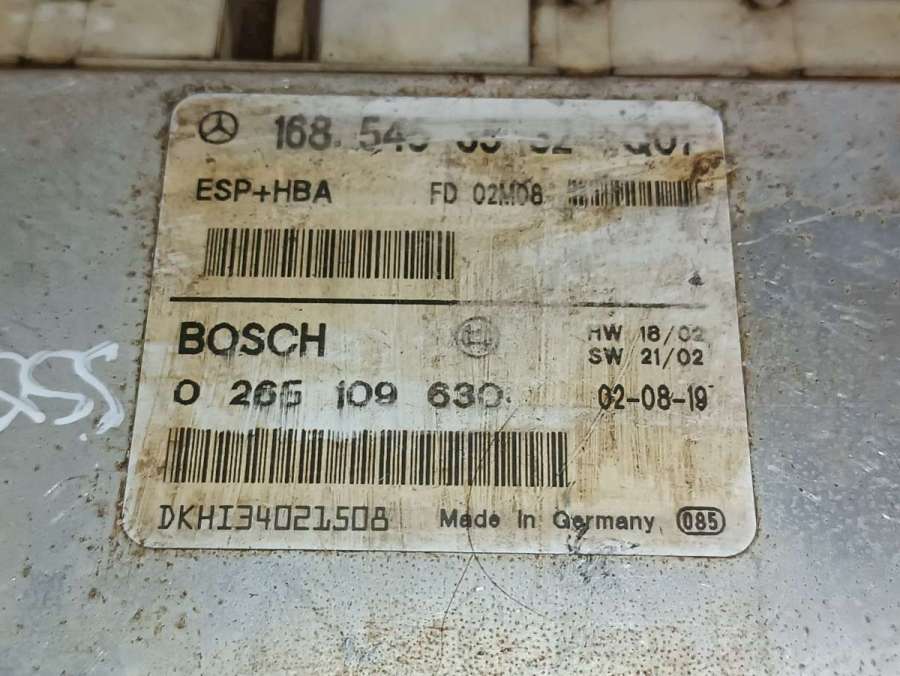 168 545
ESP+HBA FD 02M08
BOSCH
HW 18/02
SW 21/02
0 265 109 630
02-08-19
DKHI34021508 Made in Germany 085